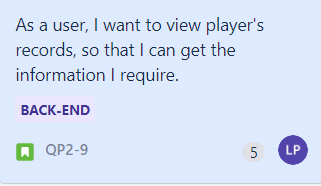 As a user, I want to view player's
records, so that I can get the
information I require.
BACK-END
QP2-9 5 LP